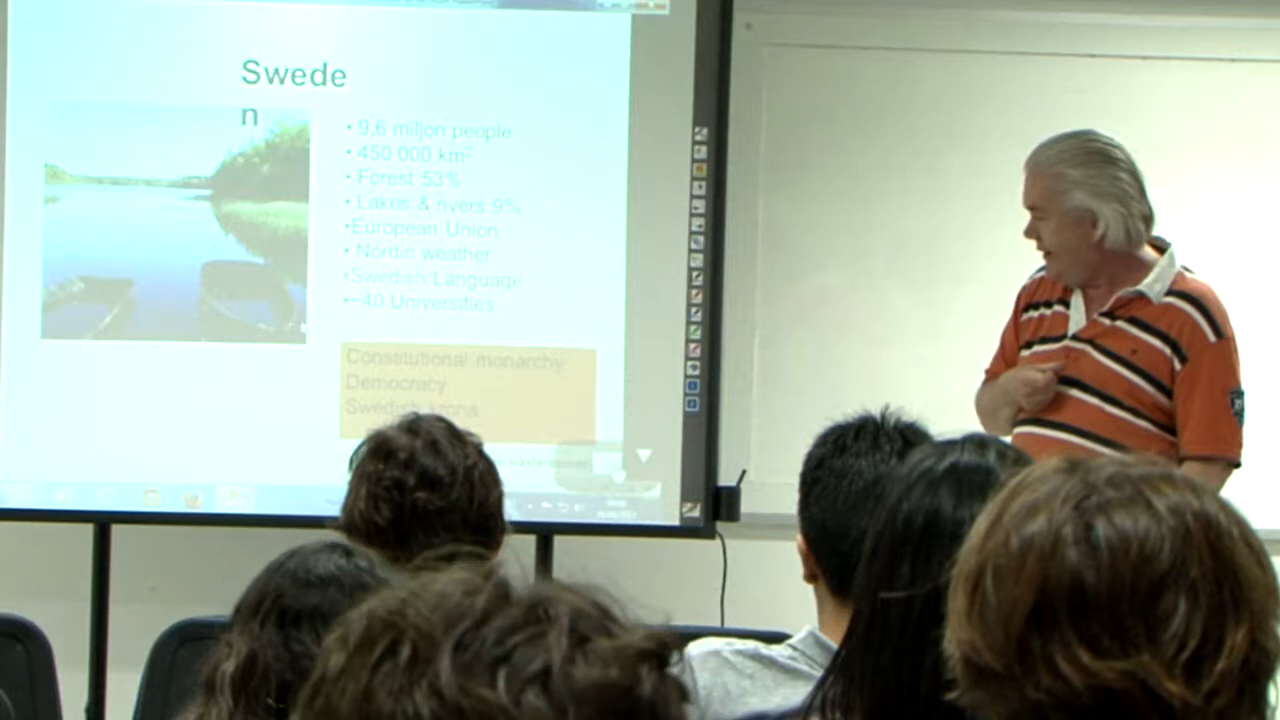 Swede
n
• 9,6 miljon people
• 450 000 km²
• Forest 53%
• Lakes & rivers 9%
•European Union
• Nordic weather
•Swedish Language
•~40 Universities
Constitutional monarchy
Democracy
Swedish krona